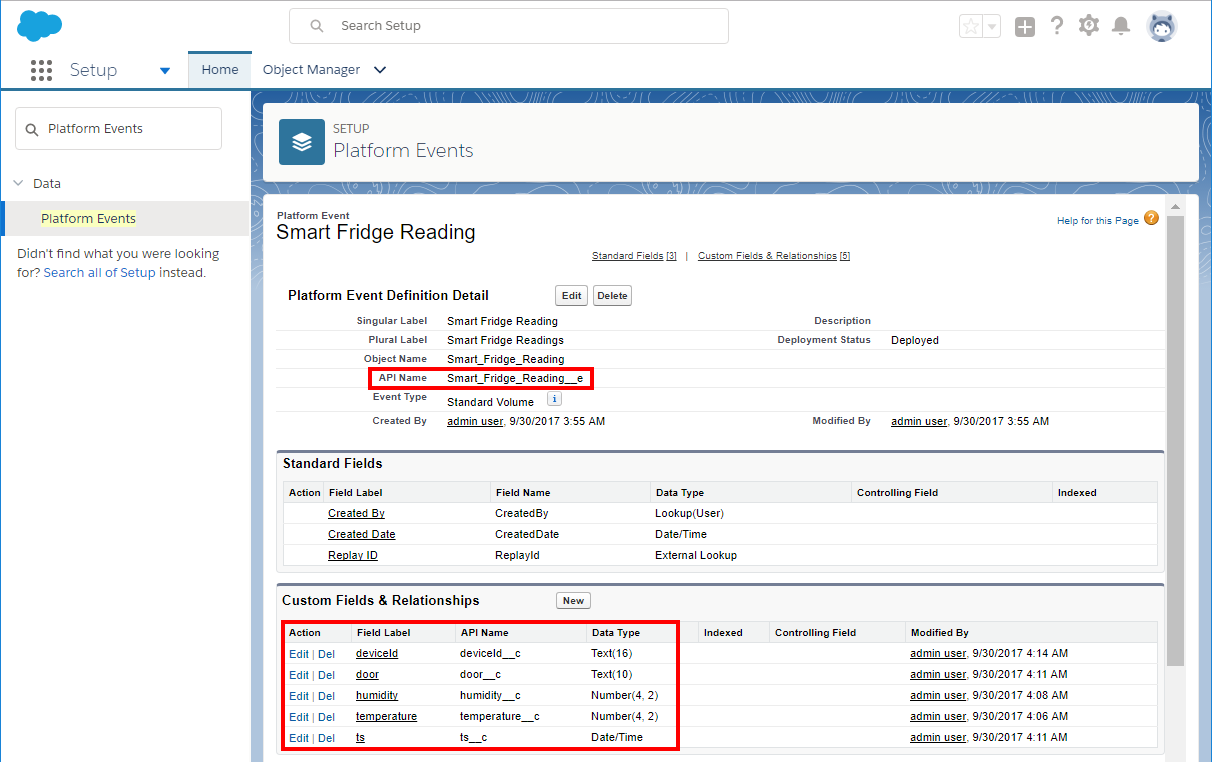 Search Setup
Setup Home Object Manager
Platform Events
Data
Platform Events
Didn't find what you were looking
for? Search all of Setup instead.
SETUP
Platform Events
Platform Event
Smart Fridge Reading
Help for this Page ?
Standard Fields [3] | Custom Fields & Relationships [5]
Platform Event Definition Detail Edit Delete
Singular Label Smart Fridge Reading Description
Plural Label Smart Fridge Readings Deployment Status Deployed
Object Name Smart_Fridge_Reading
API Name Smart_Fridge_Reading__e
Event Type Standard Volume i
Created By admin user, 9/30/2017 3:55 AM Modified By admin user, 9/30/2017 3:55 AM
Standard Fields
Action Field Label Field Name Data Type Controlling Field Indexed
Created By CreatedBy Lookup(User)
Created Date CreatedDate Date/Time
Replay ID ReplayId External Lookup
Custom Fields & Relationships New
Action Field Label API Name Data Type Indexed Controlling Field Modified By
Edit | Del deviceId deviceId__c Text(16) admin user, 9/30/2017 4:14 AM
Edit | Del door door__c Text(10) admin user, 9/30/2017 4:11 AM
Edit | Del humidity humidity__c Number(4, 2) admin user, 9/30/2017 4:08 AM
Edit | Del temperature temperature__c Number(4, 2) admin user, 9/30/2017 4:06 AM
Edit | Del ts ts__c Date/Time admin user, 9/30/2017 4:11 AM